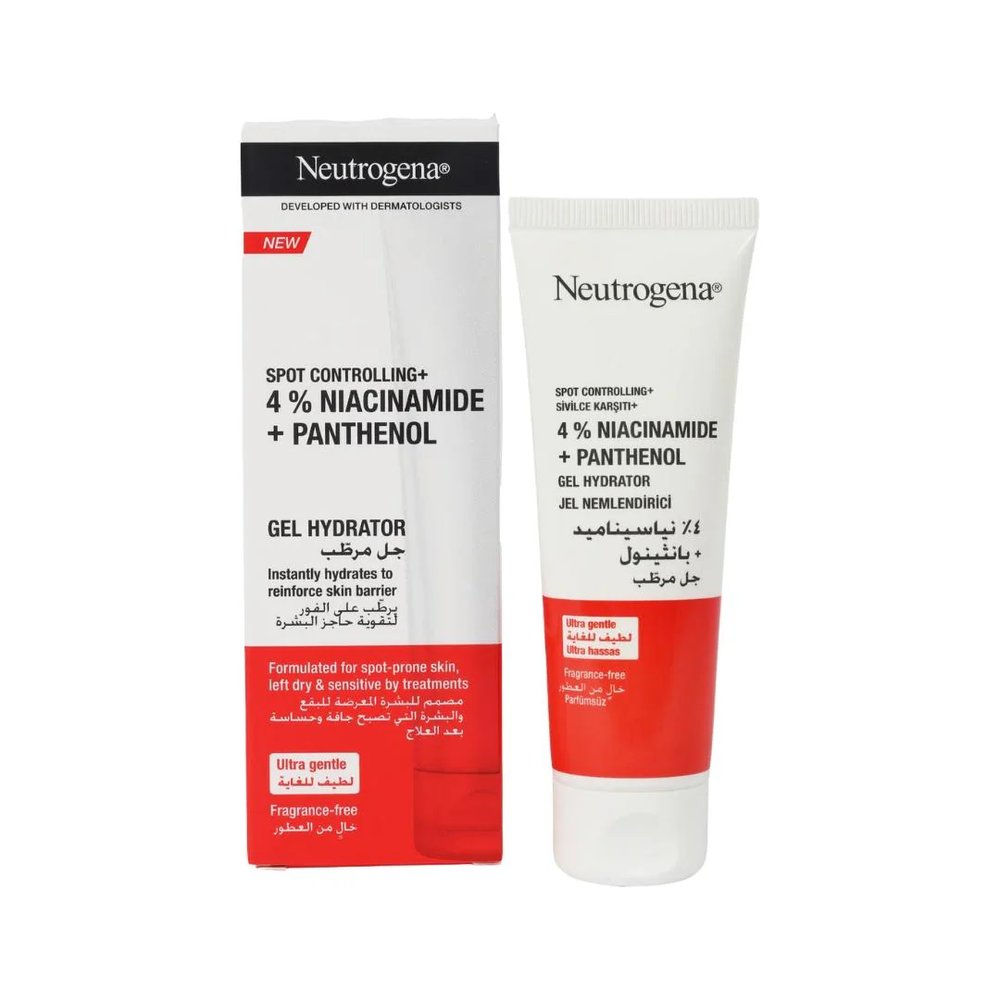 Neutrogena®
DEVELOPED WITH DERMATOLOGISTS
NEW
SPOT CONTROLLING+
4 % NIACINAMIDE
+ PANTHENOL
GEL HYDRATOR
جل مرطّب
Instantly hydrates to
reinforce skin barrier
يرطّب على الفور
لتقوية حاجز البشرة
Formulated for spot-prone skin,
left dry & sensitive by treatments
مصمم للبشرة المعرضة للبقع
والبشرة التي تصبح جافة وحساسة
بعد العلاج
Ultra gentle
لطيف للغاية
Fragrance-free
خالٍ من العطور
Neutrogena®
SPOT CONTROLLING+
SİVİLCE KARŞITI+
4 % NIACINAMIDE
+ PANTHENOL
GEL HYDRATOR
JEL NEMLENDİRİCİ
٤٪ نياسيناميد
+ بانثينول
جل مرطّب
Ultra gentle
لطيف للغاية
Ultra hassas
Fragrance-free
خالٍ من العطور
Parfümsüz